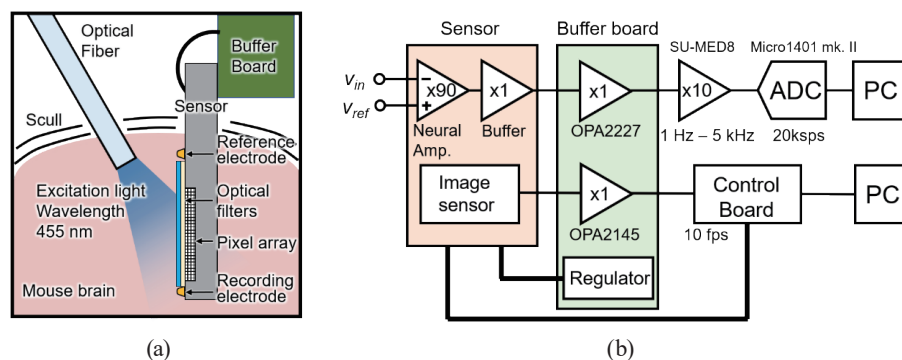 Optical
Fiber
Buffer
Board
Sensor
Scull
Reference
electrode
Excitation light
Wavelength
455 nm
Optical
filters
Pixel array
Recording
electrode
Mouse brain
(a)
Sensor
Buffer board
SU-MED8
Micro1401 mk. II
v_in
v_ref
−
+
x90
x1
x1
x10
ADC
PC
Neural
Amp.
Buffer
OPA2227
1 Hz – 5 kHz
20ksps
Image
sensor
x1
OPA2145
Control
Board
10 fps
PC
Regulator
(b)